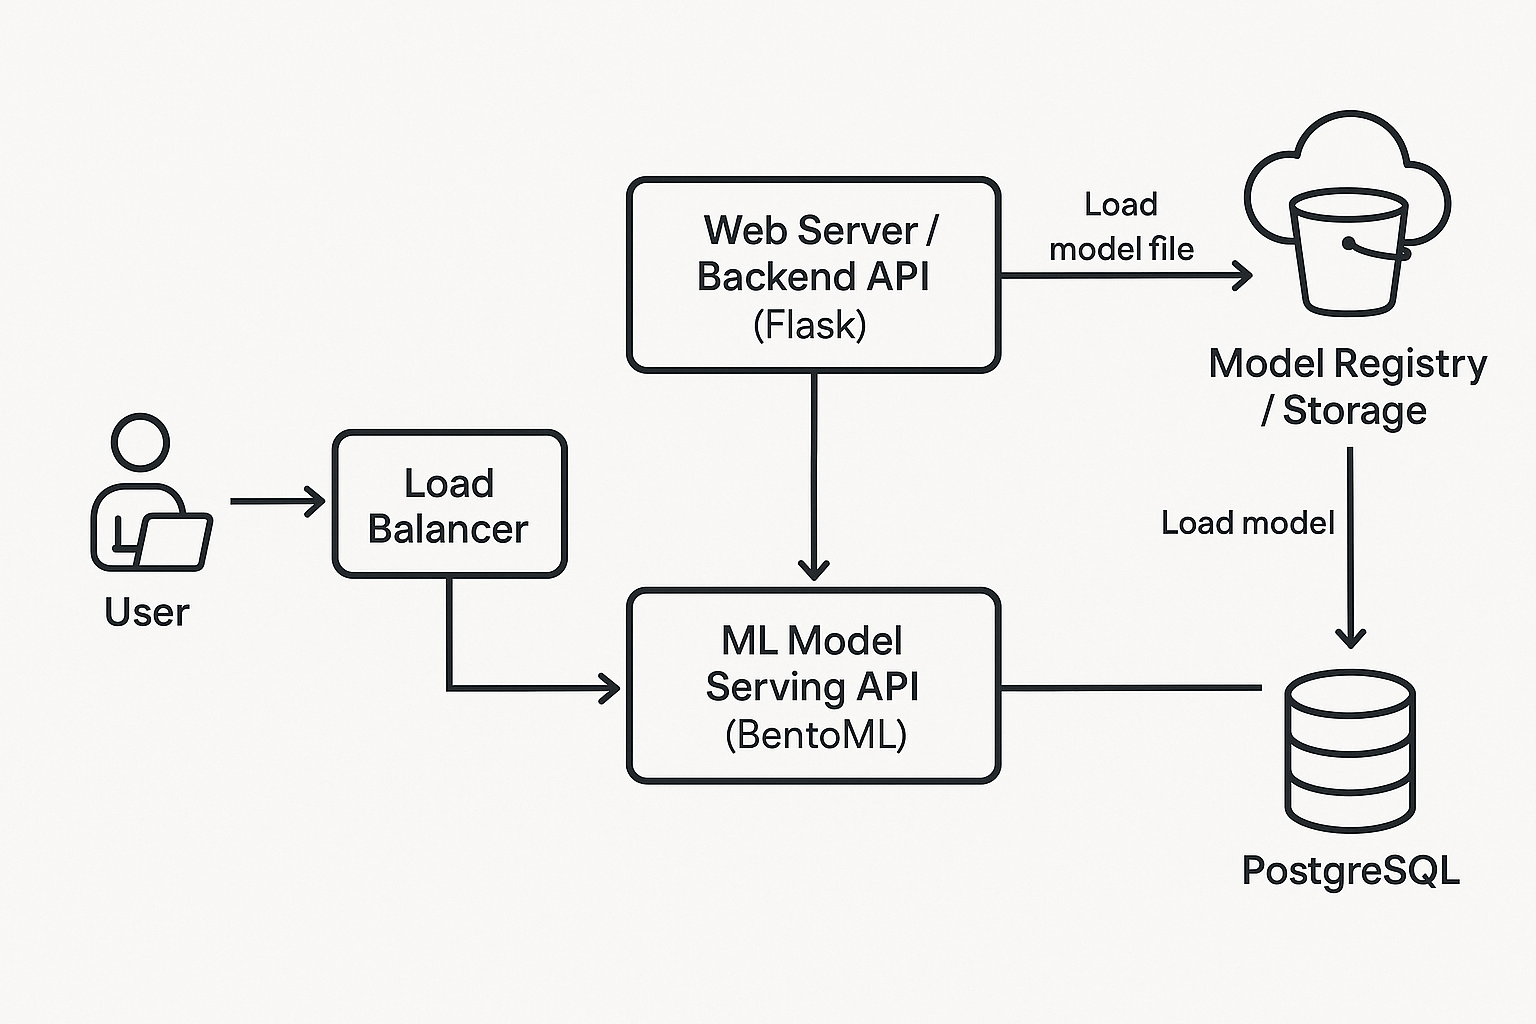 Web Server /
Backend API
(Flask)
Load
model file
Model Registry
/ Storage
User
Load
Balancer
Load model
ML Model
Serving API
(BentoML)
PostgreSQL